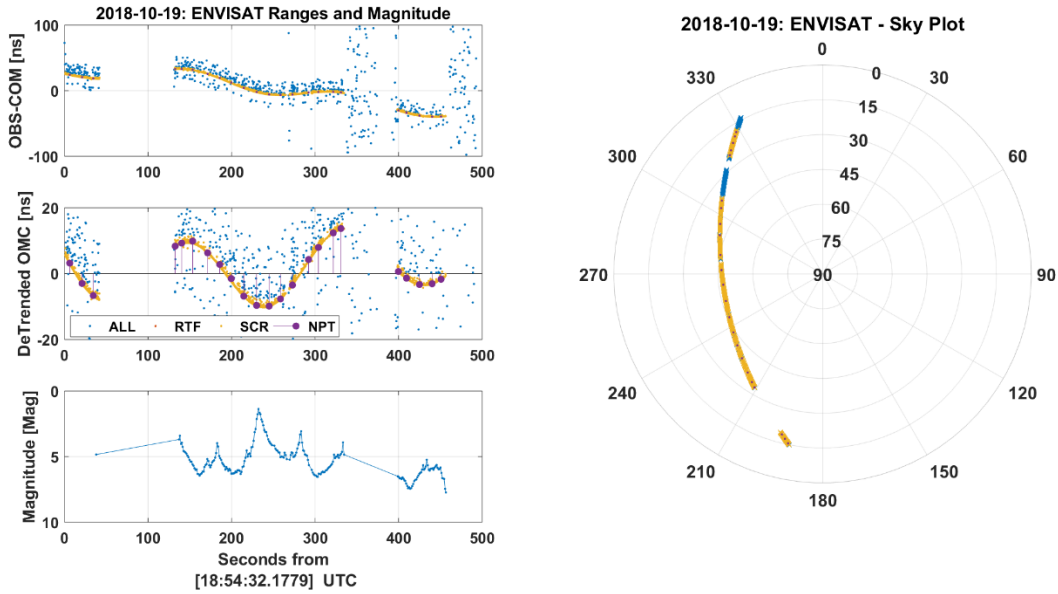 2018-10-19: ENVISAT Ranges and Magnitude
OBS-COM [ns]
100
0
-100
0 100 200 300 400 500
DeTrended OMC [ns]
20
0
-20
ALL RTF SCR NPT
0 100 200 300 400 500
Magnitude [Mag]
0
5
10
0 100 200 300 400 500
Seconds from
[18:54:32.1779] UTC
2018-10-19: ENVISAT - Sky Plot
0
330 0 30
15
30
300 45 60
60
75
270 90 90
240 120
210 150
180